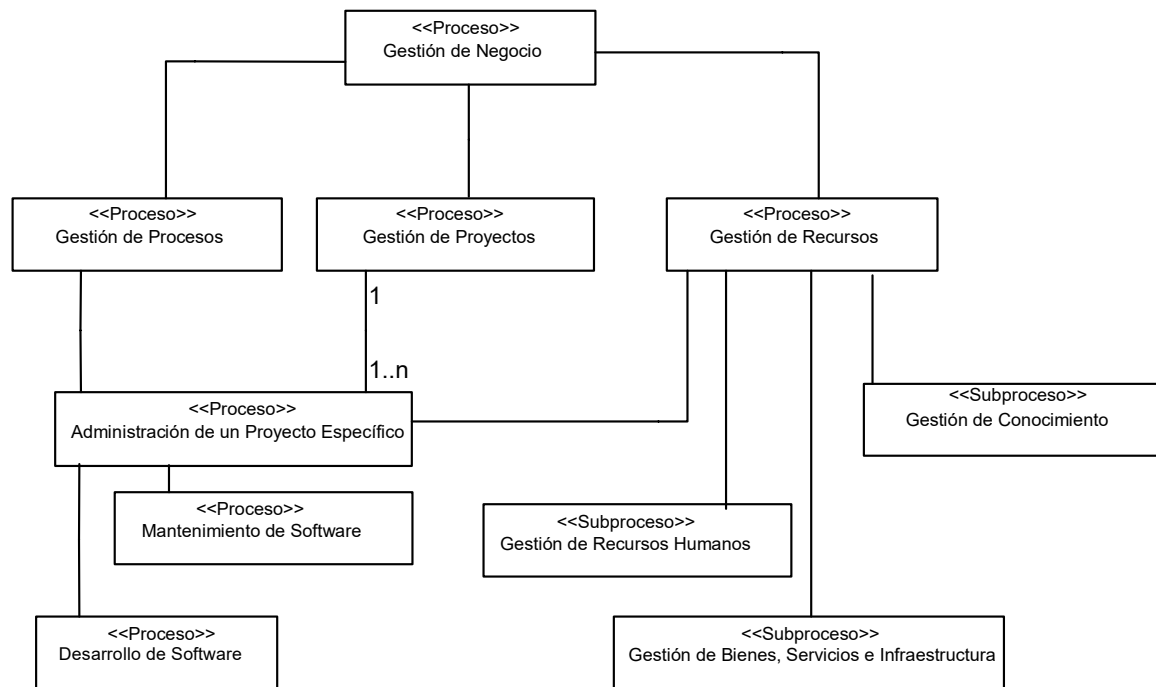 <<Proceso>>
Gestión de Negocio
<<Proceso>>
Gestión de Procesos
<<Proceso>>
Gestión de Proyectos
<<Proceso>>
Gestión de Recursos
1
1..n
<<Proceso>>
Administración de un Proyecto Específico
<<Subproceso>>
Gestión de Conocimiento
<<Proceso>>
Mantenimiento de Software
<<Subproceso>>
Gestión de Recursos Humanos
<<Proceso>>
Desarrollo de Software
<<Subproceso>>
Gestión de Bienes, Servicios e Infraestructura